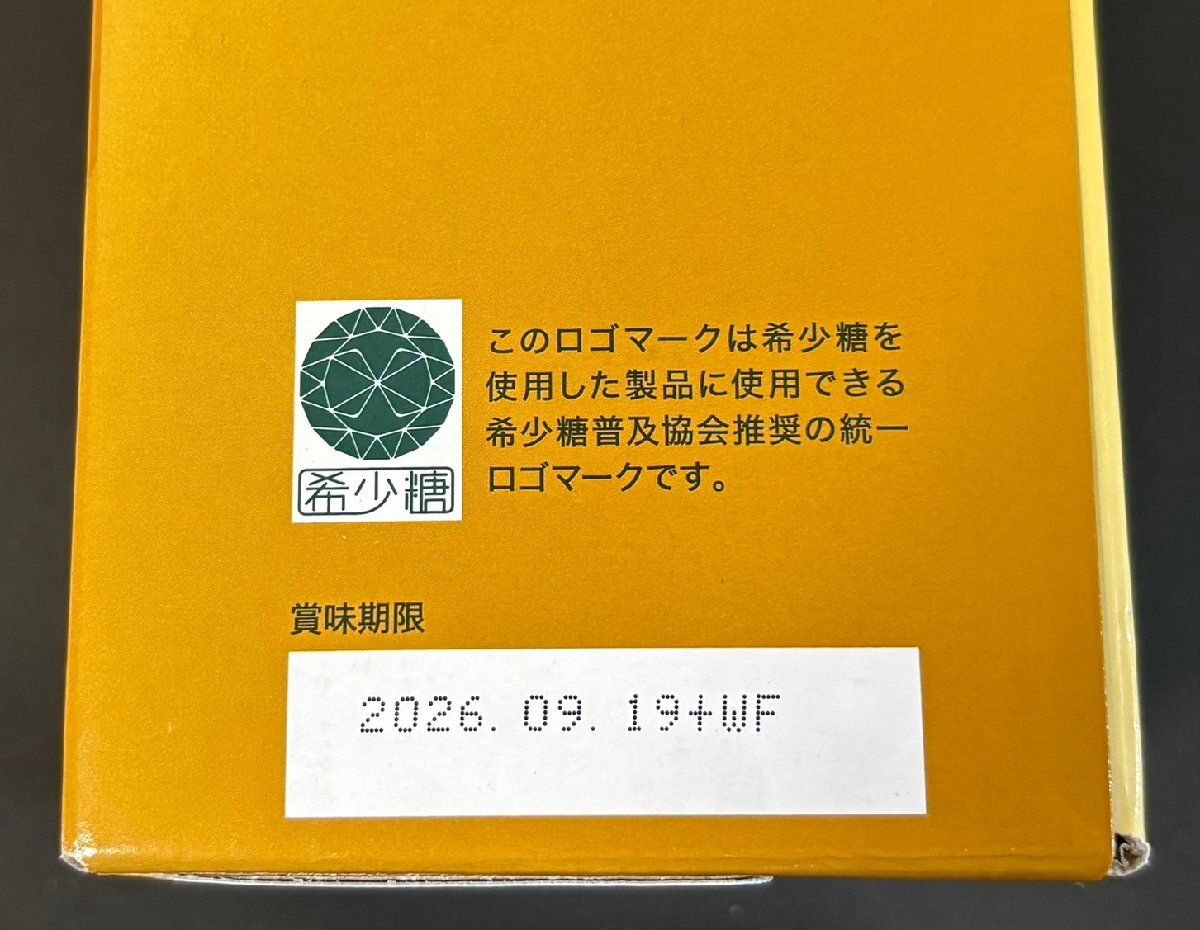 希少糖
このロゴマークは希少糖を
使用した製品に使用できる
希少糖普及協会推奨の統一
ロゴマークです。
賞味期限
2026.09.19+WF